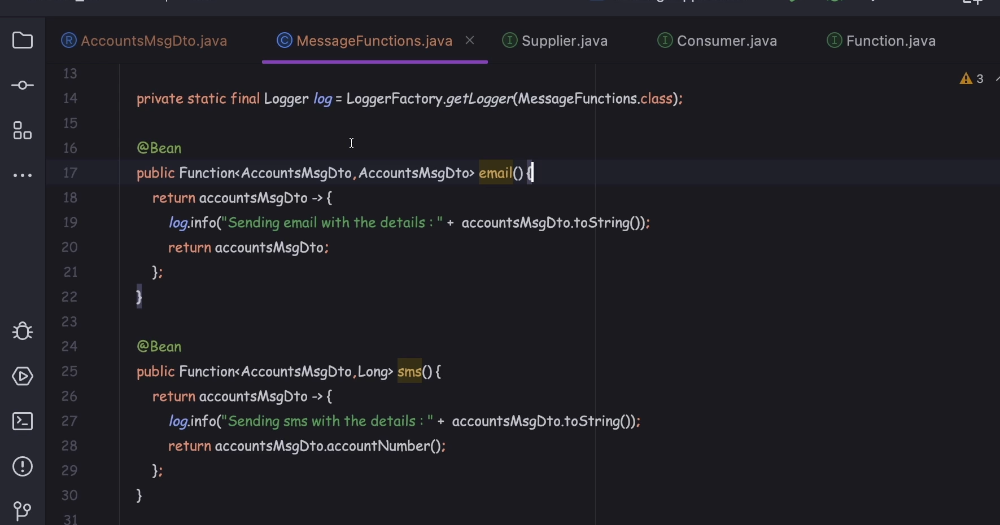 AccountsMsgDto.java MessageFunctions.java Supplier.java Consumer.java Function.java
13
3
14 private static final Logger log = LoggerFactory.getLogger(MessageFunctions.class);
15
16 @Bean
17 public Function<AccountsMsgDto,AccountsMsgDto> email() {
18 return accountsMsgDto -> {
19 log.info("Sending email with the details : " + accountsMsgDto.toString());
20 return accountsMsgDto;
21 };
22 }
23
24 @Bean
25 public Function<AccountsMsgDto,Long> sms() {
26 return accountsMsgDto -> {
27 log.info("Sending sms with the details : " + accountsMsgDto.toString());
28 return accountsMsgDto.accountNumber();
29 };
30 }
31